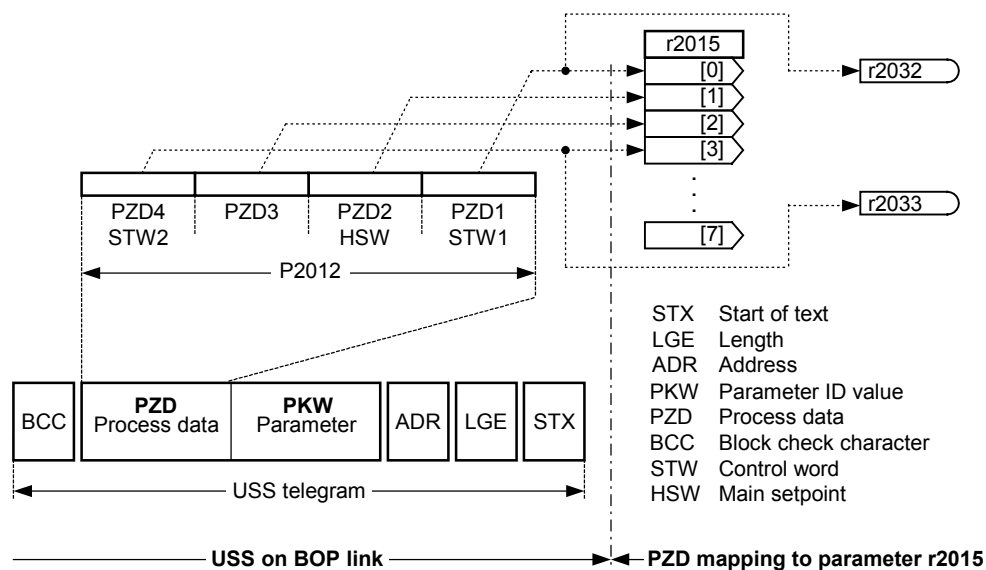 r2015
[0]
r2032
[1]
[2]
[3]
PZD4 PZD3 PZD2 PZD1
STW2 HSW STW1
r2033
[7]
P2012
STX Start of text
LGE Length
ADR Address
PKW Parameter ID value
PZD Process data
BCC Block check character
STW Control word
HSW Main setpoint
BCC
PZD
Process data
PKW
Parameter
ADR
LGE
STX
USS telegram
USS on BOP link
PZD mapping to parameter r2015